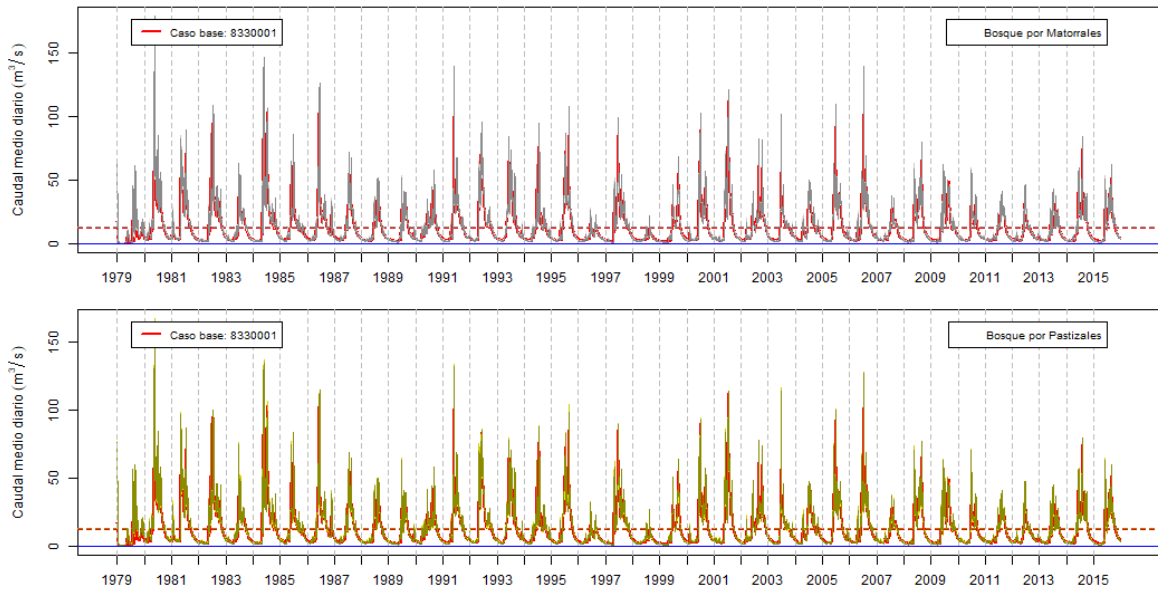 Caso base: 8330001
Bosque por Matorrales
Caudal medio diario (m³/s)
150
100
50
0
1979 1981 1983 1985 1987 1989 1991 1993 1995 1997 1999 2001 2003 2005 2007 2009 2011 2013 2015
Caso base: 8330001
Bosque por Pastizales
Caudal medio diario (m³/s)
150
100
50
0
1979 1981 1983 1985 1987 1989 1991 1993 1995 1997 1999 2001 2003 2005 2007 2009 2011 2013 2015